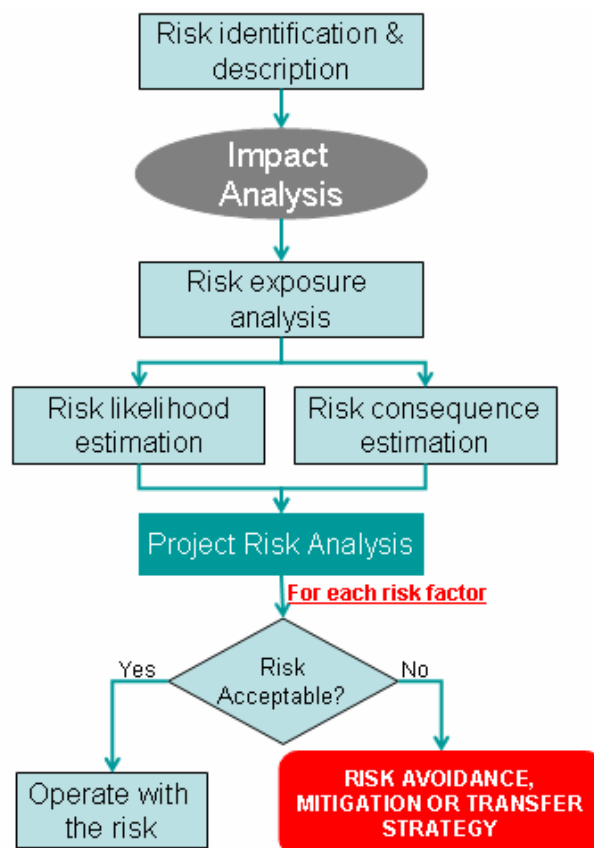 Risk identification &
description
Impact
Analysis
Risk exposure
analysis
Risk likelihood
estimation
Risk consequence
estimation
Project Risk Analysis
For each risk factor
Yes
Risk
Acceptable?
No
Operate with
the risk
RISK AVOIDANCE,
MITIGATION OR TRANSFER
STRATEGY